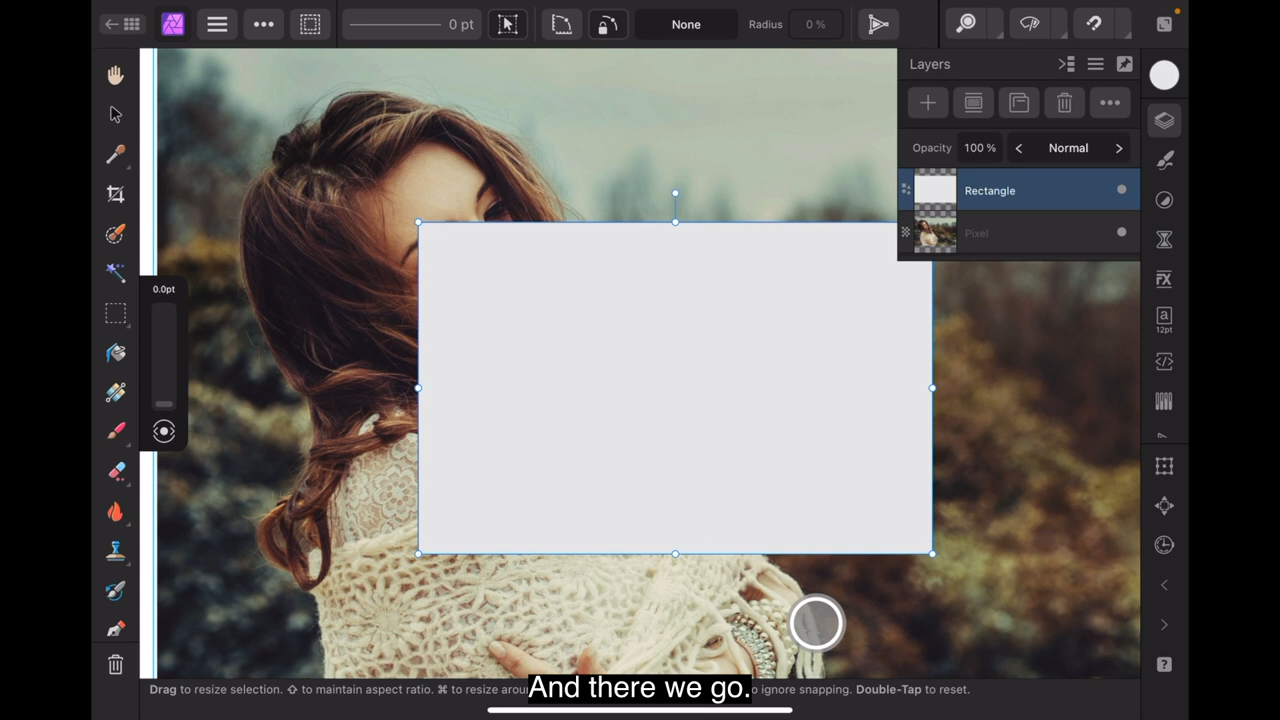 0 pt
None
Radius
0 %
Layers
Opacity
100 %
Normal
Rectangle
Pixel
0.0pt
12pt
Drag to resize selection. ⇧ to maintain aspect ratio. ⌘ to resize arou
o ignore snapping. Double-Tap to reset.
And there we go.